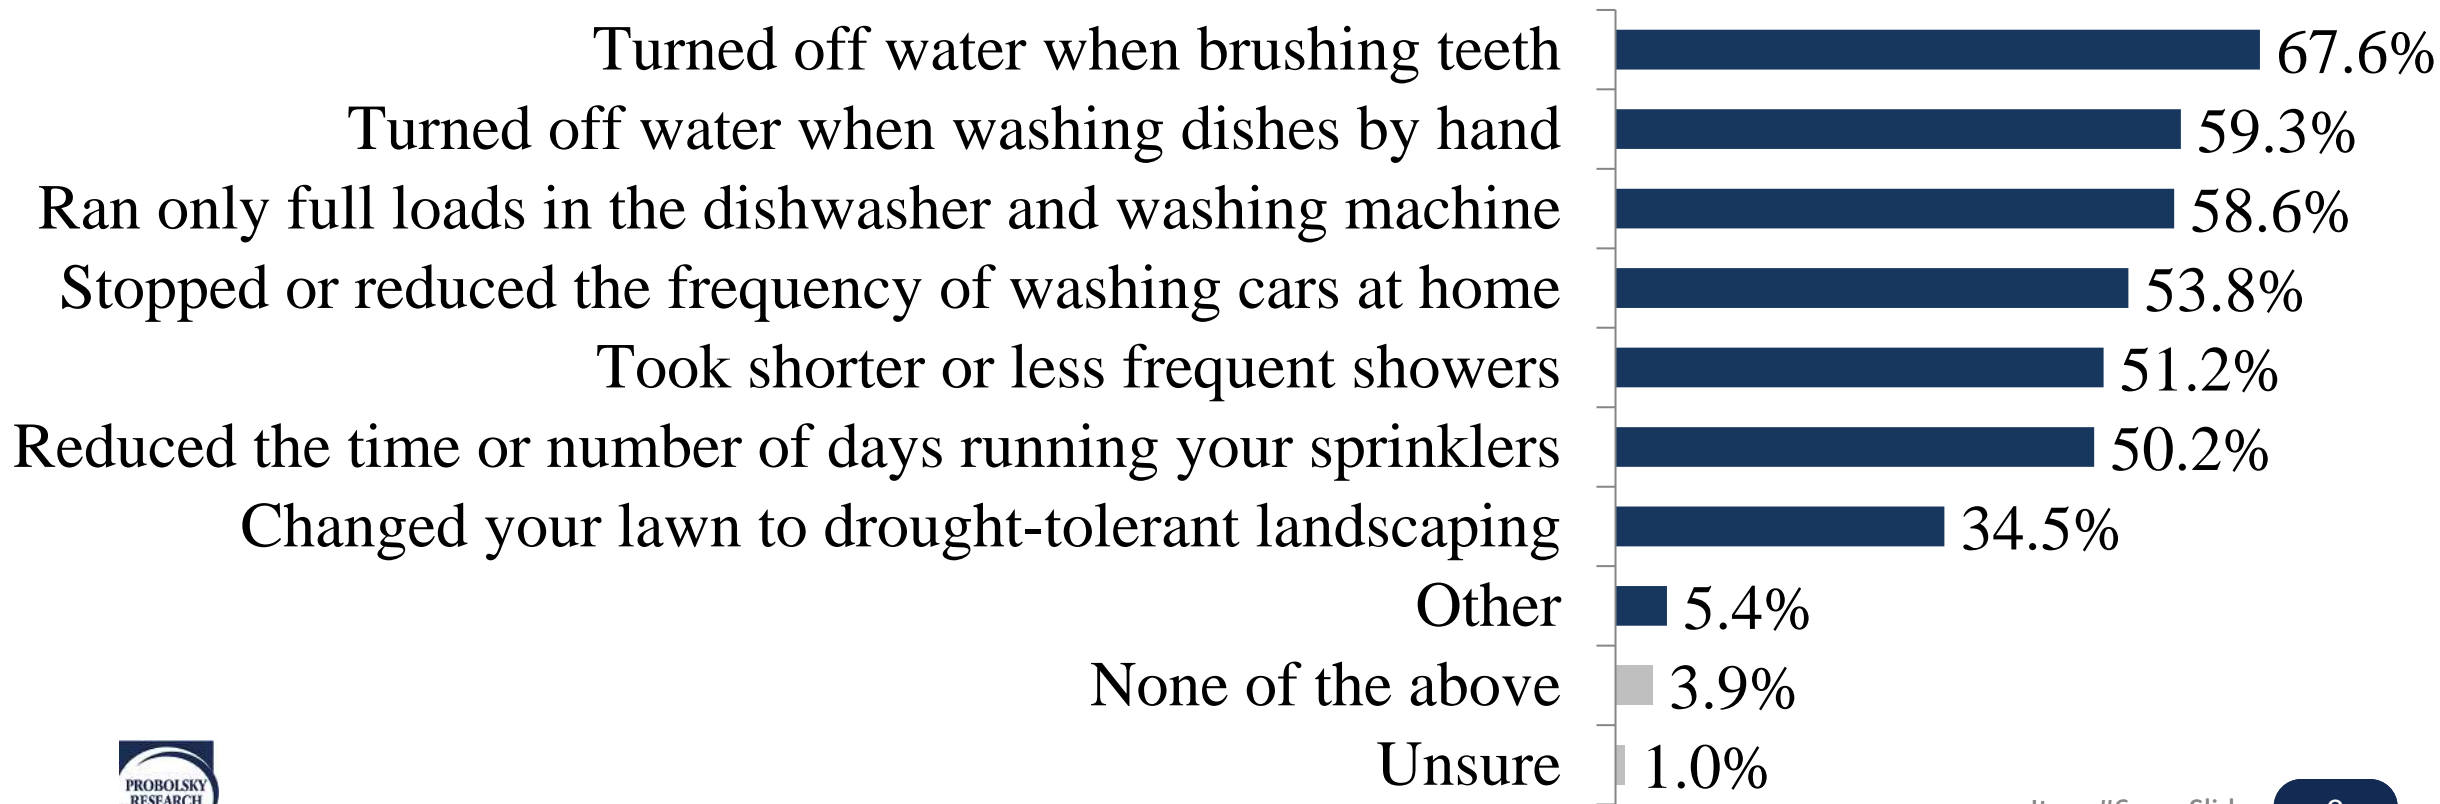 Turned off water when brushing teeth 67.6%
Turned off water when washing dishes by hand 59.3%
Ran only full loads in the dishwasher and washing machine 58.6%
Stopped or reduced the frequency of washing cars at home 53.8%
Took shorter or less frequent showers 51.2%
Reduced the time or number of days running your sprinklers 50.2%
Changed your lawn to drought-tolerant landscaping 34.5%
Other 5.4%
None of the above 3.9%
Unsure 1.0%
PROBOLSKY
RESEARCH